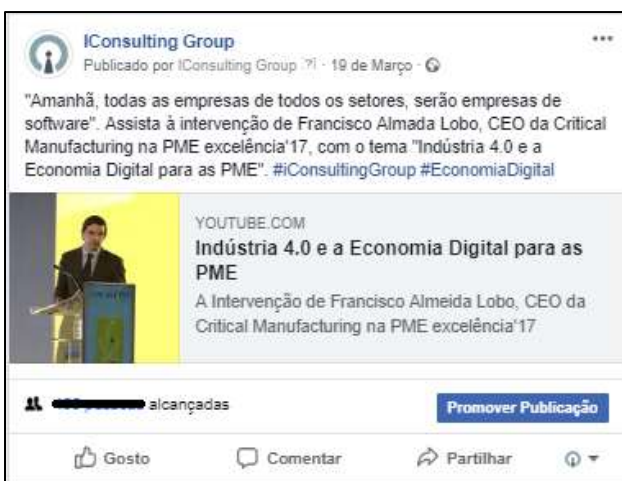 IConsulting Group
Publicado por IConsulting Group [?] · 19 de Março ·
"Amanhã, todas as empresas de todos os setores, serão empresas de
software". Assista à intervenção de Francisco Almada Lobo, CEO da Critical
Manufacturing na PME excelência'17, com o tema "Indústria 4.0 e a
Economia Digital para as PME". #iConsultingGroup #EconomiaDigital
YOUTUBE.COM
Indústria 4.0 e a Economia Digital para as
PME
A Intervenção de Francisco Almeida Lobo, CEO da
Critical Manufacturing na PME excelência'17
alcançadas
Promover Publicação
Gosto Comentar Partilhar